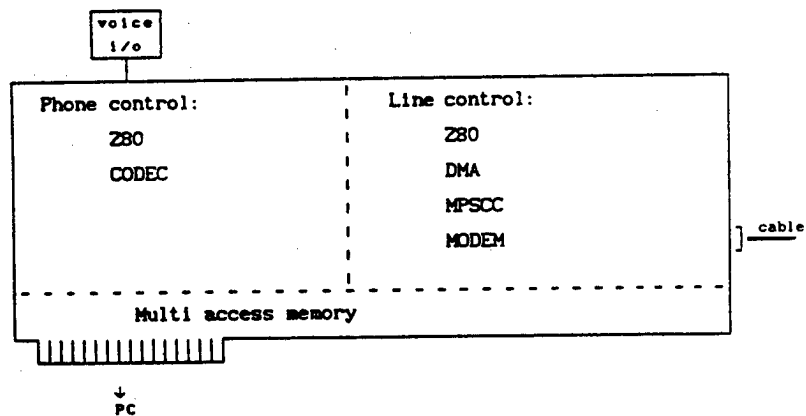 voice
i/o
Phone control:
Z80
CODEC
Line control:
Z80
DMA
MPSCC
MODEM
cable
Multi access memory
PC